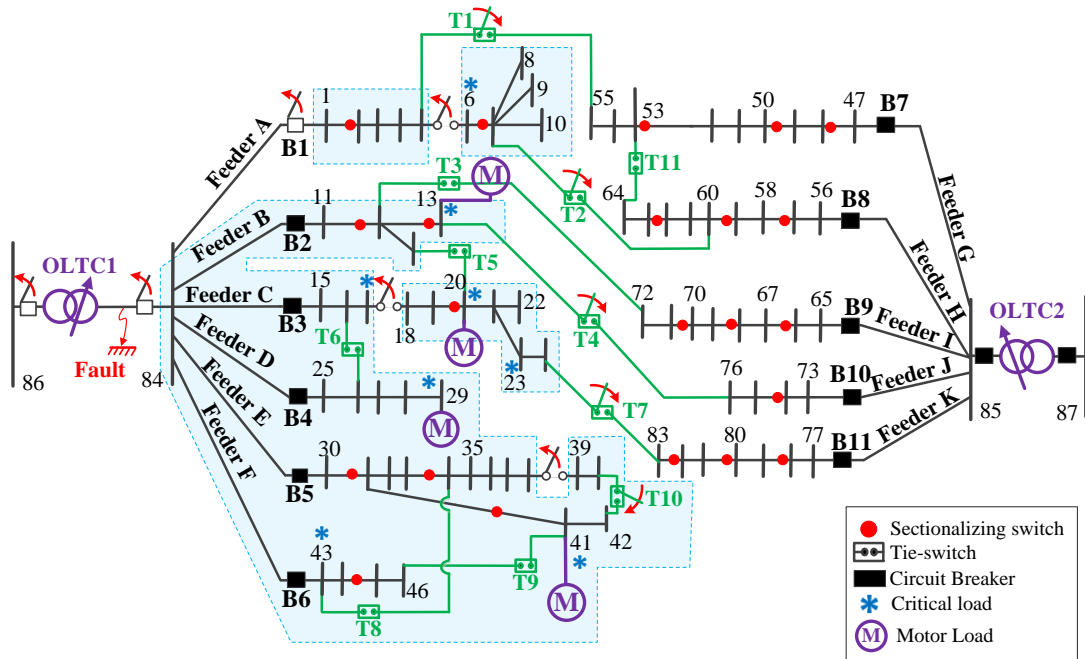 T1
1
6
8
9
10
55
53
50
47
B7
B1
Feeder A
T3
M
T11
T2
64
60
58
56
B8
Feeder G
11
13
Feeder B
B2
T5
Feeder H
OLTC1
Feeder C
B3
15
18
20
22
M
23
T4
72
70
67
65
B9
Feeder I
OLTC2
T6
Fault
86
84
Feeder D
B4
25
29
M
T7
76
73
B10
Feeder J
85
87
Feeder E
Feeder K
83
80
77
B11
B5
30
35
39
T10
41
42
Feeder F
43
B6
46
T9
M
T8
Sectionalizing switch
Tie-switch
Circuit Breaker
Critical load
M Motor Load